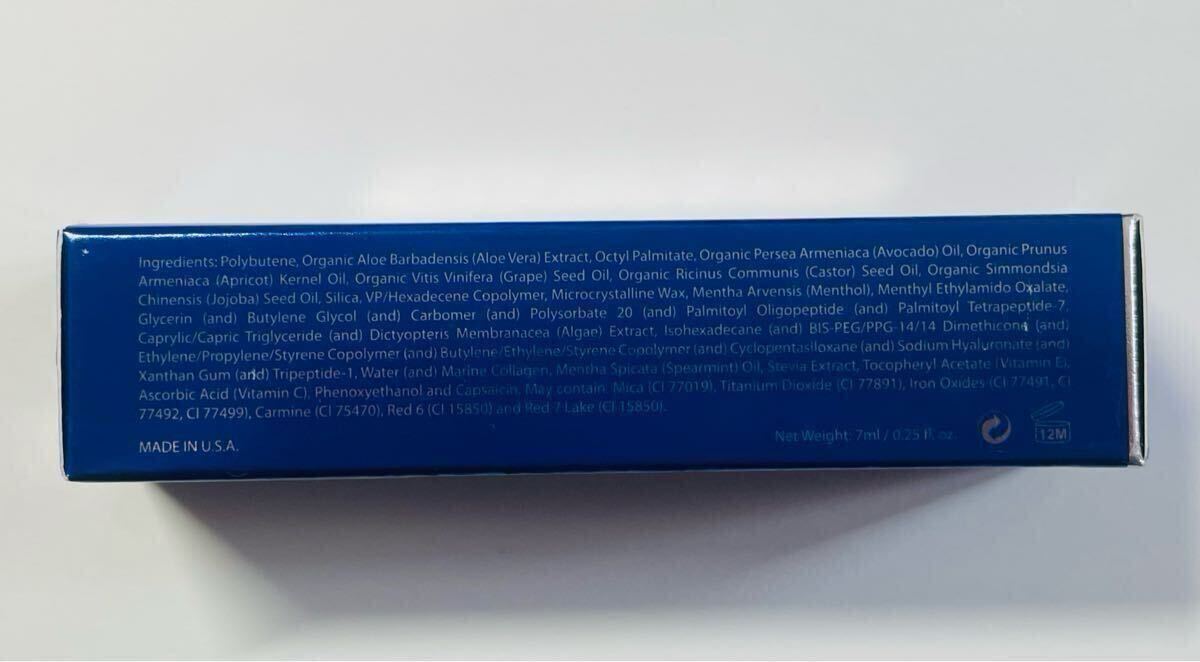 Ingredients: Polybutene, Organic Aloe Barbadensis (Aloe Vera) Extract, Octyl Palmitate, Organic Persea Armeniaca (Avocado) Oil, Organic Prunus
Armeniaca (Apricot) Kernel Oil, Organic Vitis Vinifera (Grape) Seed Oil, Organic Ricinus Communis (Castor) Seed Oil, Organic Simmondsia
Chinensis (Jojoba) Seed Oil, Silica, VP/Hexadecene Copolymer, Microcrystalline Wax, Mentha Arvensis (Menthol), Menthyl Ethylamido Oxalate,
Glycerin (and) Butylene Glycol (and) Carbomer (and) Polysorbate 20 (and) Palmitoyl Oligopeptide (and) Palmitoyl Tetrapeptide-7,
Caprylic/Capric Triglyceride (and) Dictyopteris Membranacea (Algae) Extract, Isohexadecane (and) BIS-PEG/PPG-14/14 Dimethicone (and)
Ethylene/Propylene/Styrene Copolymer (and) Butylene/Ethylene/Styrene Copolymer (and) Cyclopentasiloxane (and) Sodium Hyaluronate (and)
Xanthan Gum (and) Tripeptide-1, Water (and) Marine Collagen, Mentha Spicata (Spearmint) Oil, Stevia Extract, Tocopheryl Acetate (Vitamin E),
Ascorbic Acid (Vitamin C), Phenoxyethanol and Capsaicin. May contain: Mica (CI 77019), Titanium Dioxide (CI 77891), Iron Oxides (CI 77491, CI
77492, CI 77499), Carmine (CI 75470), Red 6 (CI 15850) and Red 7 Lake (CI 15850).
MADE IN U.S.A.
Net Weight: 7ml / 0.25 fl. oz.
12M